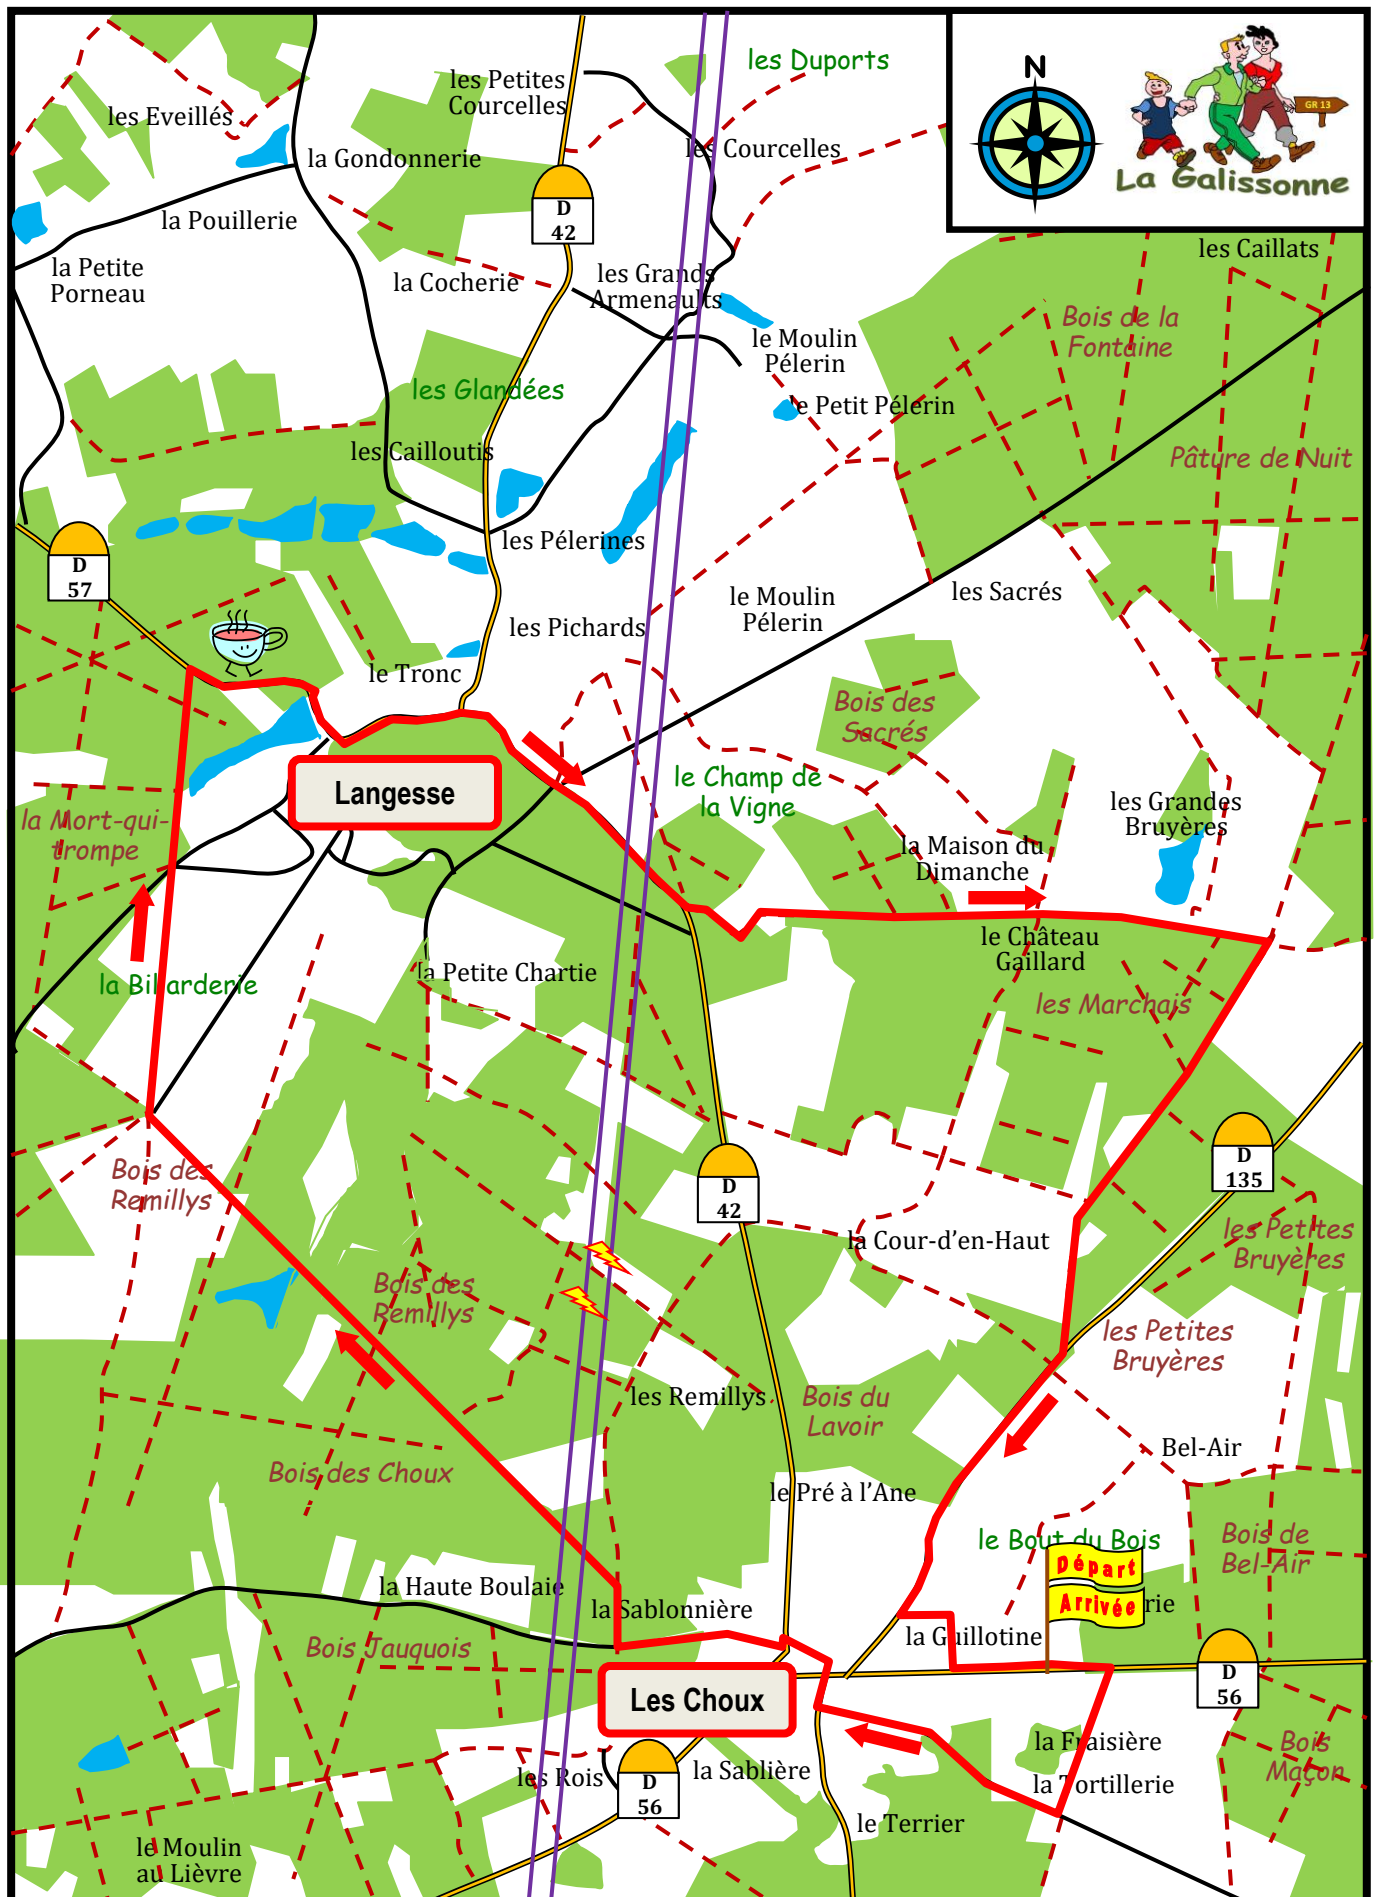 les Duports
les Petites
Courcelles
les Eveillés
la Gondonnerie
les Courcelles
N
GR 13
La Galissonne
la Pouillerie
D
42
la Petite
Porneau
la Cocherie
les Grands
Armenaults
les Caillats
Bois de la
Fontaine
le Moulin
Pélerin
les Glandées
le Petit Pélerin
les Cailloutis
Pâture de Nuit
les Pélerines
D
57
le Moulin
Pélerin
les Sacrés
les Pichards
le Tronc
Bois des
Sacrés
Langesse
le Champ de
la Vigne
les Grandes
Bruyères
la Mort-qui-
trompe
la Maison du
Dimanche
le Château
Gaillard
la Billarderie
la Petite Chartie
les Marchais
D
135
Bois des
Remillys
D
42
la Cour-d'en-Haut
les Petites
Bruyères
Bois des
Remillys
les Petites
Bruyères
les Remillys
Bois du
Lavoir
Bel-Air
Bois des Choux
le Pré à l'Ane
le Bout du Bois
Bois de
Bel-Air
Départ
Arrivée
rie
la Haute Boulaie
la Sablonnière
la Guillotine
Bois Jauquois
D
56
Les Choux
la Fraisière
Bois
Maçon
les Rois
D
56
la Sablière
la Tortillerie
le Terrier
le Moulin
au Lièvre